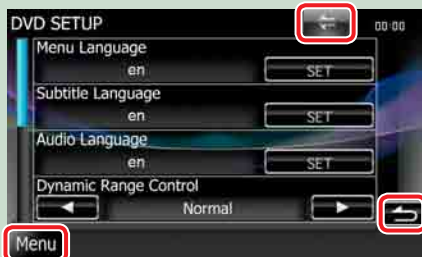 DVD SETUP
00:00
Menu Language
en
SET
Subtitle Language
en
SET
Audio Language
en
SET
Dynamic Range Control
Normal
Menu